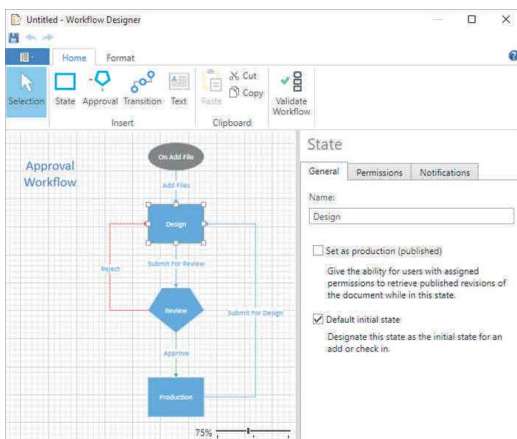 Untitled - Workflow Designer
Home
Format
Selection
State
Approval
Transition
Text
Paste
Cut
Copy
Validate
Workflow
Insert
Clipboard
Approval
Workflow
On Add File
Add Files
Design
Submit For Review
Reject
Review
Submit For Design
Approve
Production
75%
State
General
Permissions
Notifications
Name:
Design
Set as production (published)
Give the ability for users with assigned
permissions to retrieve published revisions of
the document while in this state.
Default initial state
Designate this state as the initial state for an
add or check in.